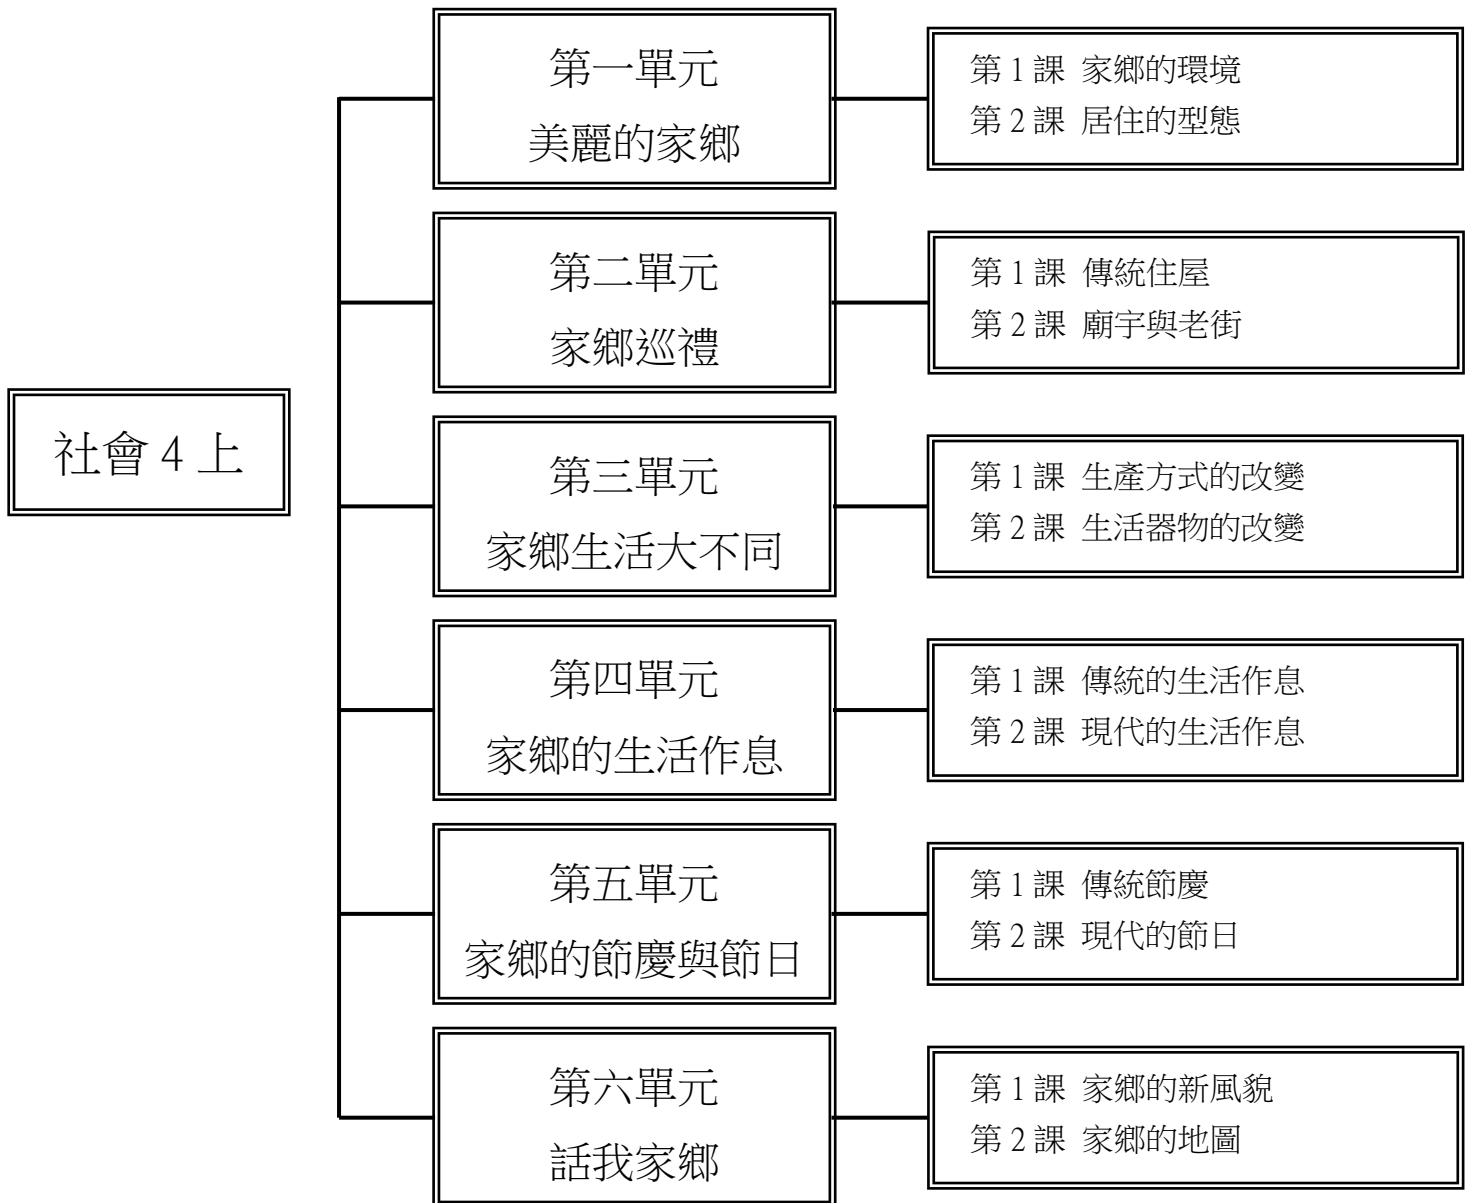 社會 4 上
第一單元
美麗的家鄉
第 1 課 家鄉的環境
第 2 課 居住的型態
第二單元
家鄉巡禮
第 1 課 傳統住屋
第 2 課 廟宇與老街
第三單元
家鄉生活大不同
第 1 課 生產方式的改變
第 2 課 生活器物的改變
第四單元
家鄉的生活作息
第 1 課 傳統的生活作息
第 2 課 現代的生活作息
第五單元
家鄉的節慶與節日
第 1 課 傳統節慶
第 2 課 現代的節日
第六單元
話我家鄉
第 1 課 家鄉的新風貌
第 2 課 家鄉的地圖